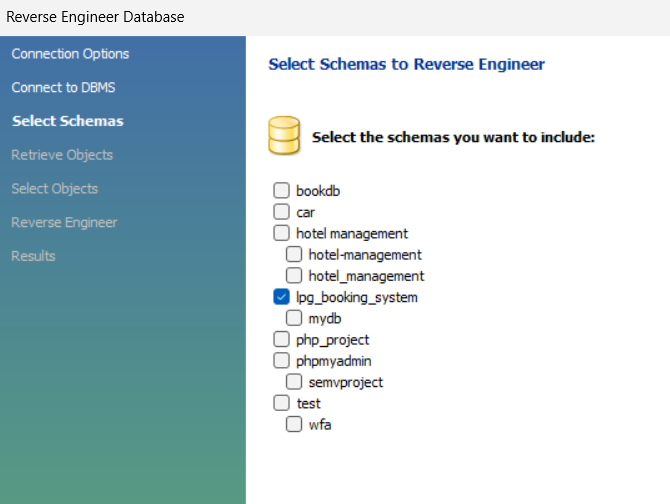 Reverse Engineer Database
Connection Options
Connect to DBMS
Select Schemas
Retrieve Objects
Select Objects
Reverse Engineer
Results
Select Schemas to Reverse Engineer
Select the schemas you want to include:
bookdb
car
hotel management
hotel-management
hotel_management
lpg_booking_system
mydb
php_project
phpmyadmin
semvproject
test
wfa